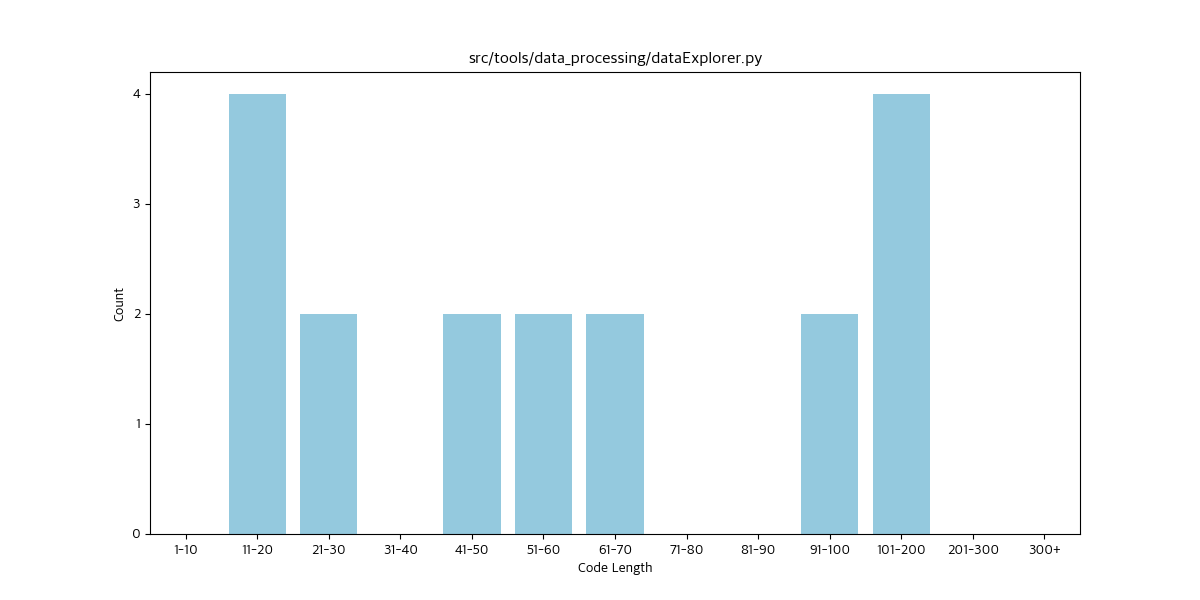 src/tools/data_processing/dataExplorer.py
4
3
2
1
0
Count
1-10 11-20 21-30 31-40 41-50 51-60 61-70 71-80 81-90 91-100 101-200 201-300 300+
Code Length